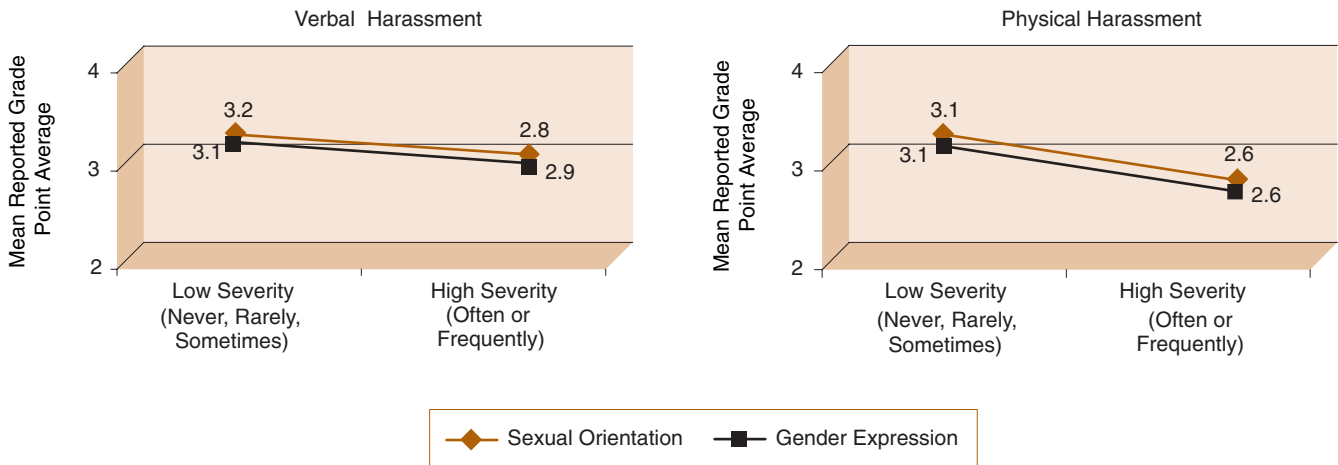 Verbal Harassment
Mean Reported Grade
Point Average
4
3
2
3.2
3.1
2.8
2.9
Low Severity
(Never, Rarely,
Sometimes)
High Severity
(Often or
Frequently)
Physical Harassment
Mean Reported Grade
Point Average
4
3
2
3.1
3.1
2.6
2.6
Low Severity
(Never, Rarely,
Sometimes)
High Severity
(Often or
Frequently)
Sexual Orientation
Gender Expression